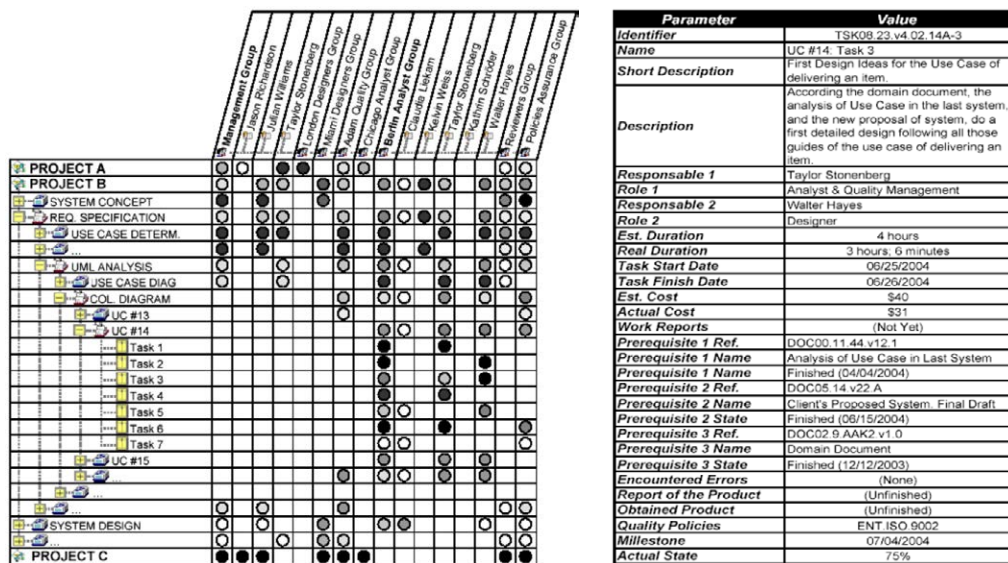 Management Group
Jason Richardson
Julian Williams
Taylor Stonenberg
London Designers Group
Miami Designers Group
Adam Quality Group
Chicago Analyst Group
Berlin Analyst Group
Claudia Liekam
Kelvin Weiss
Taylor Stonenberg
Kathrin Schröder
Walter Hayes
Reviewers Group
Policies Assurance Group
PROJECT A
PROJECT B
SYSTEM CONCEPT
REQ. SPECIFICATION
USE CASE DETERM.
...
UML ANALYSIS
USE CASE DIAG
COL. DIAGRAM
UC #13
UC #14
Task 1
Task 2
Task 3
Task 4
Task 5
Task 6
Task 7
UC #15
...
...
...
SYSTEM DESIGN
...
PROJECT C
Parameter Value
Identifier TSK08.23.v4.02.14A-3
Name UC #14: Task 3
Short Description First Design Ideas for the Use Case of
delivering an item.
Description According the domain document, the
analysis of Use Case in the last system,
and the new proposal of system, do a
first detailed design following all those
guides of the use case of delivering an
item.
Responsable 1 Taylor Stonenberg
Role 1 Analyst & Quality Management
Responsable 2 Walter Hayes
Role 2 Designer
Est. Duration 4 hours
Real Duration 3 hours; 6 minutes
Task Start Date 06/25/2004
Task Finish Date 06/26/2004
Est. Cost $40
Actual Cost $31
Work Reports (Not Yet)
Prerequisite 1 Ref. DOC00.11.44.v12.1
Prerequisite 1 Name Analysis of Use Case in Last System
Prerequisite 1 Name Finished (04/04/2004)
Prerequisite 2 Ref. DOC05.14.v22.A
Prerequisite 2 Name Client's Proposed System. Final Draft
Prerequisite 2 State Finished (06/15/2004)
Prerequisite 3 Ref. DOC02.9.AAK2.v1.0
Prerequisite 3 Name Domain Document
Prerequisite 3 State Finished (12/12/2003)
Encountered Errors (None)
Report of the Product (Unfinished)
Obtained Product (Unfinished)
Quality Policies ENT.ISO.9002
Millestone 07/04/2004
Actual State 75%